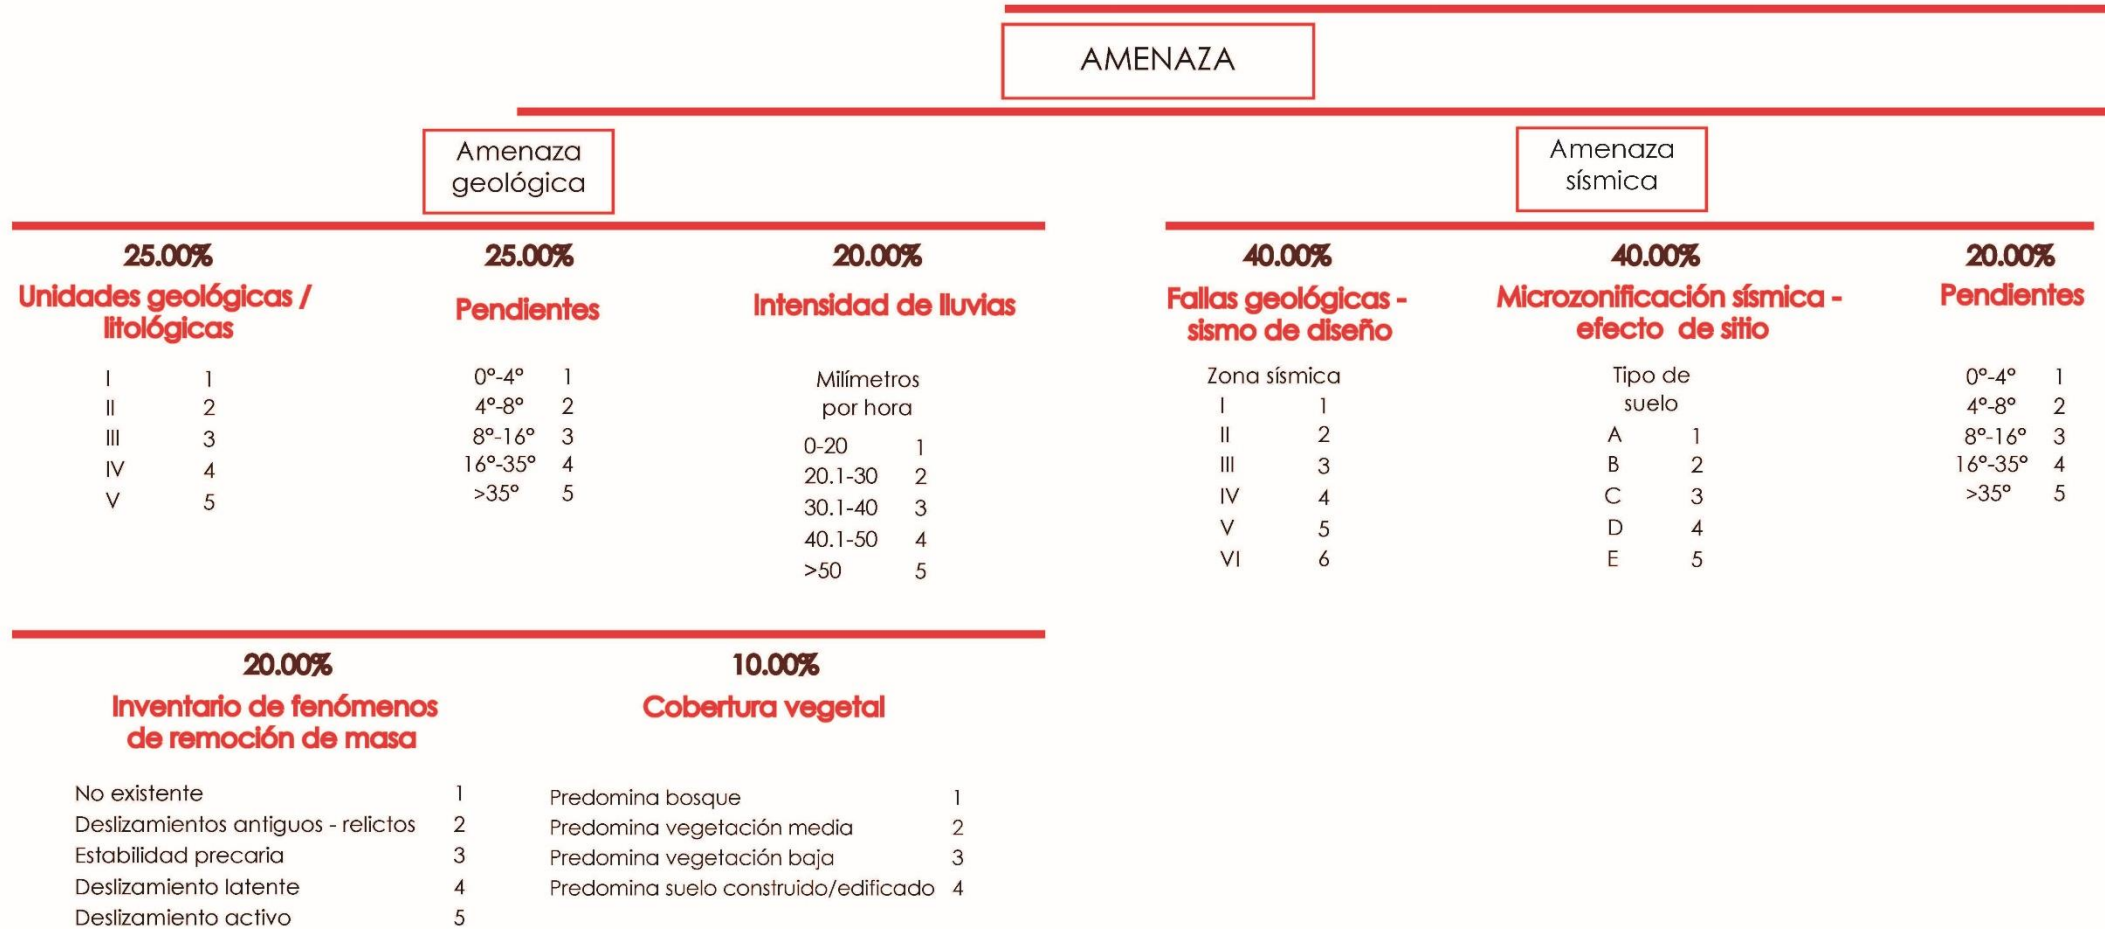 AMENAZA
Amenaza
geológica
25.00%
Unidades geológicas /
litológicas
I 1
II 2
III 3
IV 4
V 5
25.00%
Pendientes
0°-4° 1
4°-8° 2
8°-16° 3
16°-35° 4
>35° 5
20.00%
Intensidad de lluvias
Milímetros
por hora
0-20 1
20.1-30 2
30.1-40 3
40.1-50 4
>50 5
20.00%
Inventario de fenómenos
de remoción de masa
No existente 1
Deslizamientos antiguos - relictos 2
Estabilidad precaria 3
Deslizamiento latente 4
Deslizamiento activo 5
10.00%
Cobertura vegetal
Predomina bosque 1
Predomina vegetación media 2
Predomina vegetación baja 3
Predomina suelo construido/edificado 4
Amenaza
sísmica
40.00%
Fallas geológicas -
sismo de diseño
Zona sísmica
I 1
II 2
III 3
IV 4
V 5
VI 6
40.00%
Microzonificación sísmica -
efecto de sitio
Tipo de
suelo
A 1
B 2
C 3
D 4
E 5
20.00%
Pendientes
0°-4° 1
4°-8° 2
8°-16° 3
16°-35° 4
>35° 5